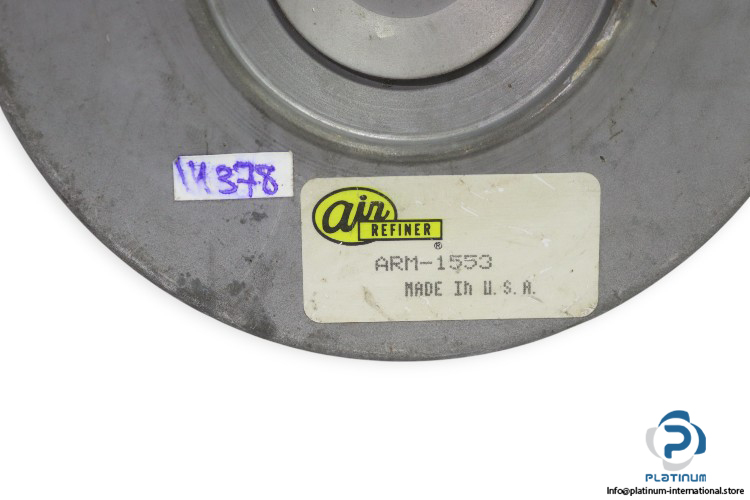 14378
air
REFINER
®
ARM-1553
MADE In U.S.A.
PLATINUM
Info@platinum-international.store